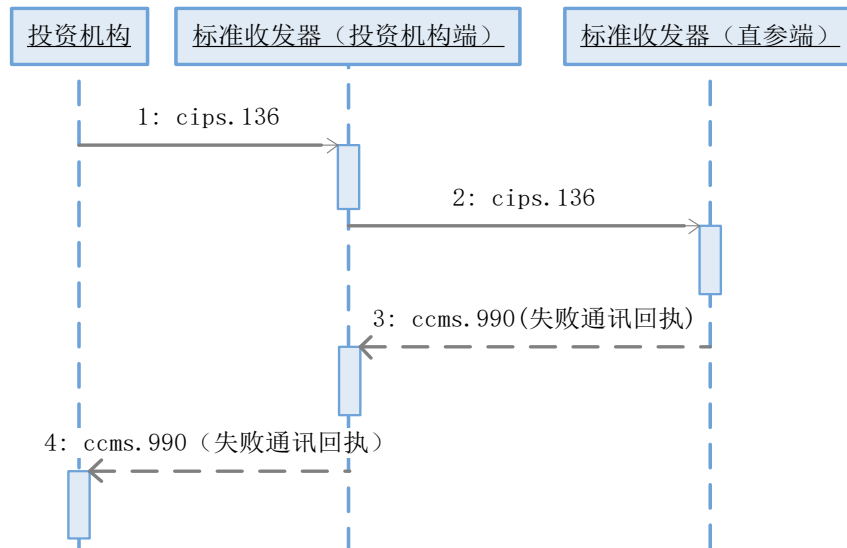 投资机构
标准收发器（投资机构端）
标准收发器（直参端）
1: cips.136
2: cips.136
3: ccms.990(失败通讯回执)
4: ccms.990（失败通讯回执）